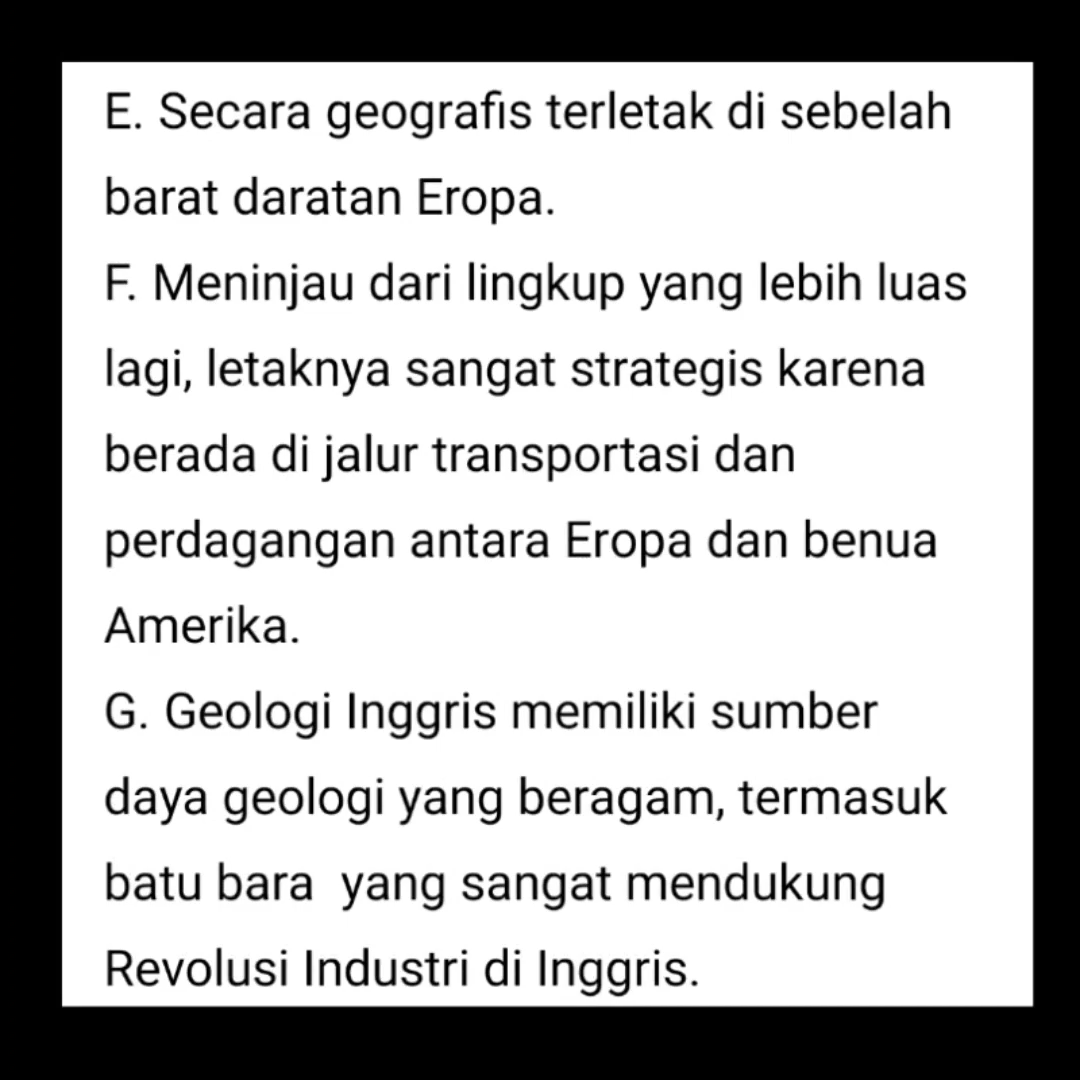 E. Secara geografis terletak di sebelah
barat daratan Eropa.
F. Meninjau dari lingkup yang lebih luas
lagi, letaknya sangat strategis karena
berada di jalur transportasi dan
perdagangan antara Eropa dan benua
Amerika.
G. Geologi Inggris memiliki sumber
daya geologi yang beragam, termasuk
batu bara  yang sangat mendukung
Revolusi Industri di Inggris.